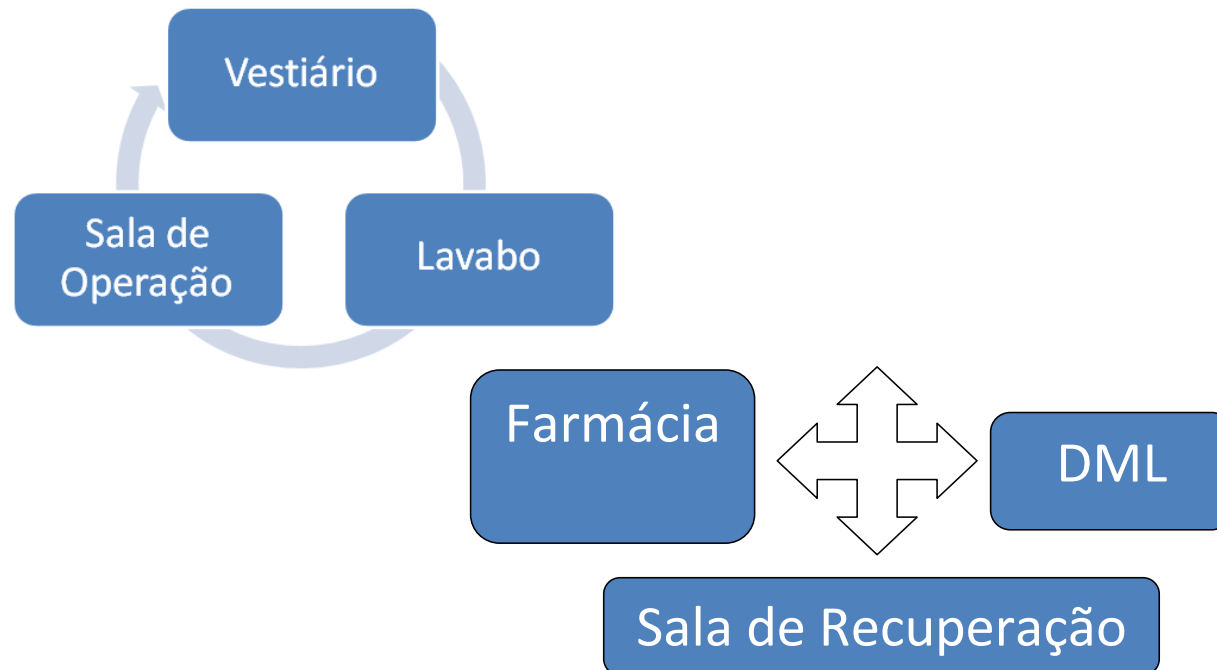 Vestiário
Sala de
Operação
Lavabo
Farmácia
DML
Sala de Recuperação